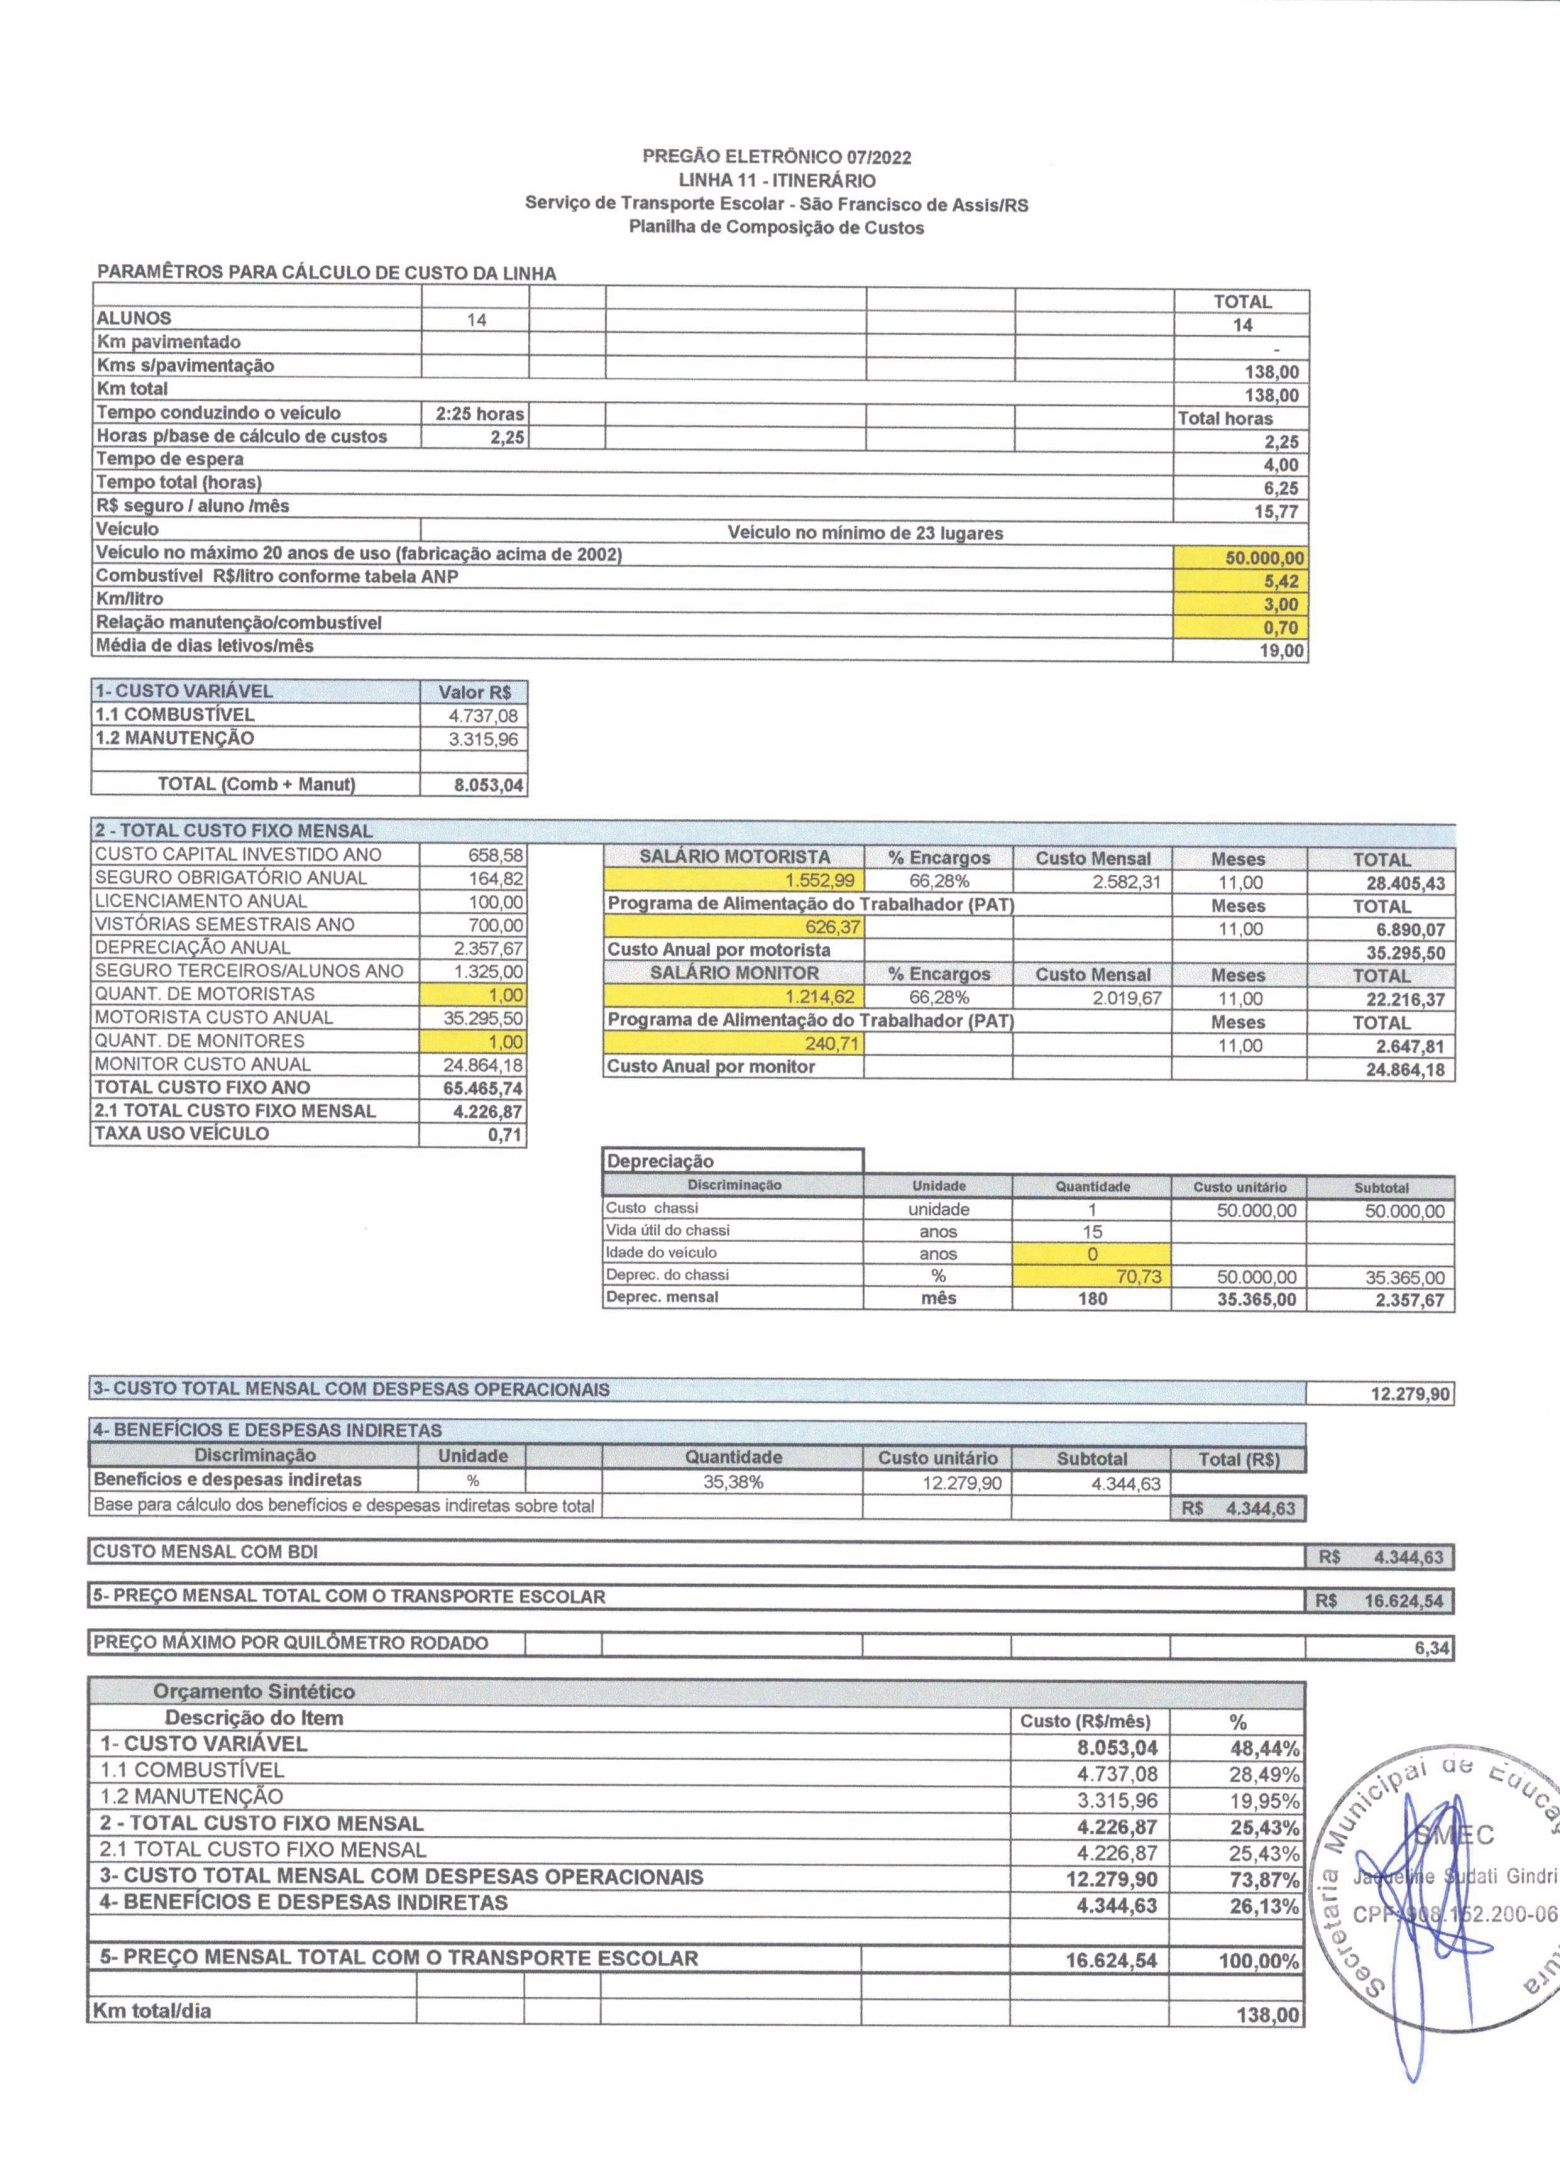 PREGÃO ELETRÔNICO 07/2022
LINHA 11 - ITINERÁRIO
Serviço de Transporte Escolar - São Francisco de Assis/RS
Planilha de Composição de Custos
PARAMÊTROS PARA CÁLCULO DE CUSTO DA LINHA
TOTAL
ALUNOS 14 14
Km pavimentado -
Kms s/pavimentação 138,00
Km total 138,00
Tempo conduzindo o veículo 2:25 horas Total horas
Horas p/base de cálculo de custos 2,25 2,25
Tempo de espera 4,00
Tempo total (horas) 6,25
R$ seguro / aluno /mês 15,77
Veículo Veículo no mínimo de 23 lugares
Veículo no máximo 20 anos de uso (fabricação acima de 2002) 50.000,00
Combustível R$/litro conforme tabela ANP 5,42
Km/litro 3,00
Relação manutenção/combustível 0,70
Média de dias letivos/mês 19,00
1- CUSTO VARIÁVEL Valor R$
1.1 COMBUSTÍVEL 4.737,08
1.2 MANUTENÇÃO 3.315,96
TOTAL (Comb + Manut) 8.053,04
2 - TOTAL CUSTO FIXO MENSAL
CUSTO CAPITAL INVESTIDO ANO 658,58 SALÁRIO MOTORISTA % Encargos Custo Mensal Meses TOTAL
SEGURO OBRIGATÓRIO ANUAL 164,82 1.552,99 66,28% 2.582,31 11,00 28.405,43
LICENCIAMENTO ANUAL 100,00 Programa de Alimentação do Trabalhador (PAT) Meses TOTAL
VISTÓRIAS SEMESTRAIS ANO 700,00 626,37 11,00 6.890,07
DEPRECIAÇÃO ANUAL 2.357,67 Custo Anual por motorista 35.295,50
SEGURO TERCEIROS/ALUNOS ANO 1.325,00 SALÁRIO MONITOR % Encargos Custo Mensal Meses TOTAL
QUANT. DE MOTORISTAS 1,00 1.214,62 66,28% 2.019,67 11,00 22.216,37
MOTORISTA CUSTO ANUAL 35.295,50 Programa de Alimentação do Trabalhador (PAT) Meses TOTAL
QUANT. DE MONITORES 1,00 240,71 11,00 2.647,81
MONITOR CUSTO ANUAL 24.864,18 Custo Anual por monitor 24.864,18
TOTAL CUSTO FIXO ANO 65.465,74
2.1 TOTAL CUSTO FIXO MENSAL 4.226,87
TAXA USO VEÍCULO 0,71
Depreciação
Discriminação Unidade Quantidade Custo unitário Subtotal
Custo chassi unidade 1 50.000,00 50.000,00
Vida útil do chassi anos 15
Idade do veículo anos 0
Deprec. do chassi % 70,73 50.000,00 35.365,00
Deprec. mensal mês 180 35.365,00 2.357,67
3- CUSTO TOTAL MENSAL COM DESPESAS OPERACIONAIS 12.279,90
4- BENEFÍCIOS E DESPESAS INDIRETAS
Discriminação Unidade Quantidade Custo unitário Subtotal Total (R$)
Benefícios e despesas indiretas % 35,38% 12.279,90 4.344,63
Base para cálculo dos benefícios e despesas indiretas sobre total R$ 4.344,63
CUSTO MENSAL COM BDI R$ 4.344,63
5- PREÇO MENSAL TOTAL COM O TRANSPORTE ESCOLAR R$ 16.624,54
PREÇO MÁXIMO POR QUILÔMETRO RODADO 6,34
Orçamento Sintético
Descrição do Item Custo (R$/mês) %
1- CUSTO VARIÁVEL 8.053,04 48,44%
1.1 COMBUSTÍVEL 4.737,08 28,49%
1.2 MANUTENÇÃO 3.315,96 19,95%
2 - TOTAL CUSTO FIXO MENSAL 4.226,87 25,43%
2.1 TOTAL CUSTO FIXO MENSAL 4.226,87 25,43%
3- CUSTO TOTAL MENSAL COM DESPESAS OPERACIONAIS 12.279,90 73,87%
4- BENEFÍCIOS E DESPESAS INDIRETAS 4.344,63 26,13%
5- PREÇO MENSAL TOTAL COM O TRANSPORTE ESCOLAR 16.624,54 100,00%
Km total/dia 138,00
Secretaria Municipal de Educaç
tura
SMEC
Jaqueline Sudati Gindri
CPF: 908.152.200-06